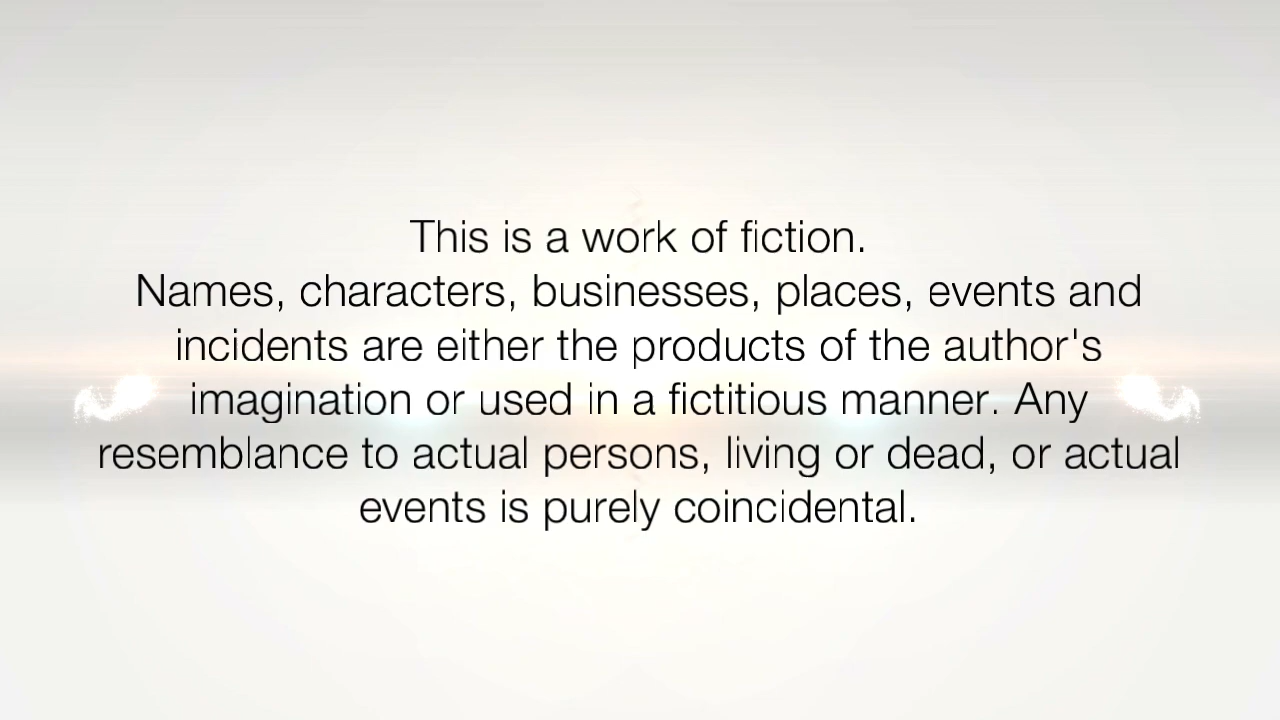 This is a work of fiction.
Names, characters, businesses, places, events and
incidents are either the products of the author's
imagination or used in a fictitious manner. Any
resemblance to actual persons, living or dead, or actual
events is purely coincidental.